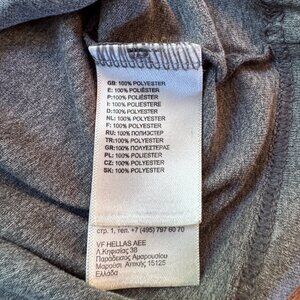 GB: 100% POLYESTER
E: 100% POLIÉSTER
P:100% POLIÉSTER
I: 100% POLIESTERE
D: 100% POLYESTER
NL: 100% POLYESTER
F: 100% POLYESTER
RU: 100% ПОЛИЭСТЕР
TR:100% POLYESTER
GR:100% ΠΟΛΥΕΣΤΕΡΑΣ
PL: 100% POLYESTER
CZ: 100% POLYESTER
SK: 100% POLYESTER
стр. 1, тел. +7 (495) 797 60 70
VF HELLAS AEE
Λ.Κηφισίας 38
Παράδεισος Αμαρουσίου
Μαρούσι Αττικής 15125
Ελλάδα